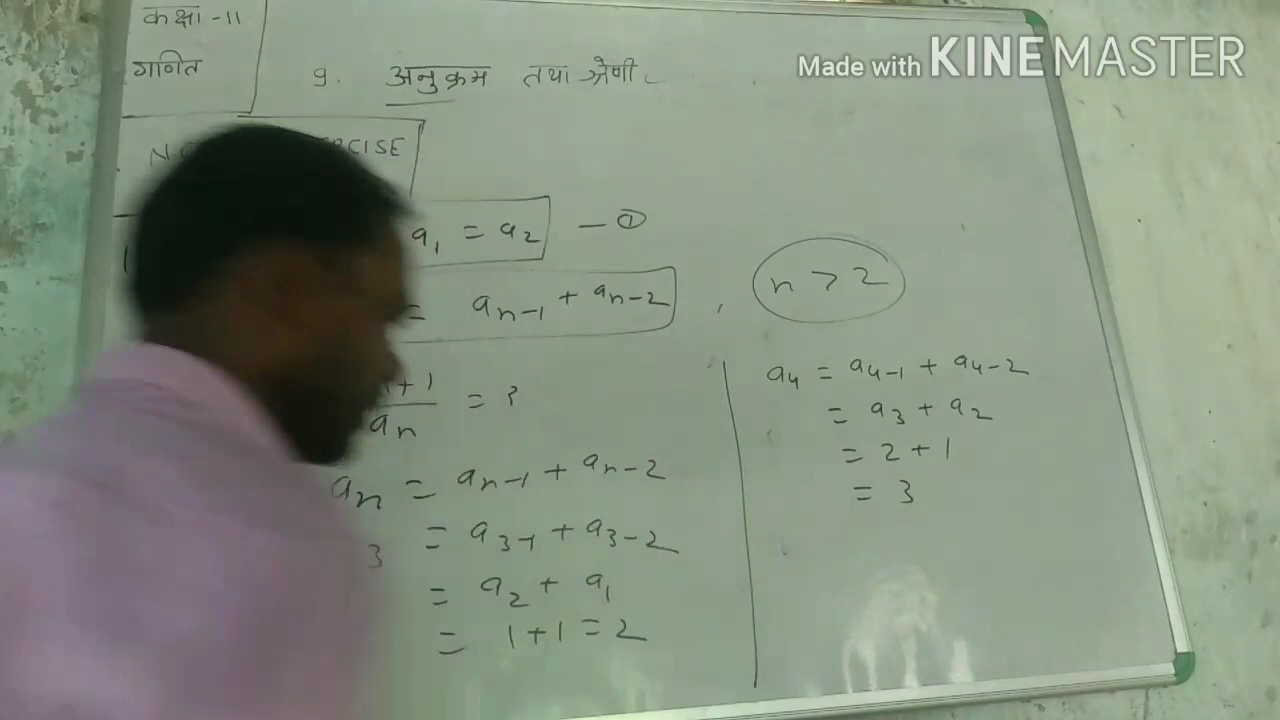 कक्षा -11
गणित
9. अनुक्रम तथा श्रेणी
Made with KINEMASTER
a₁ = a₂ — ①
= aₙ₋₁ + aₙ₋₂ , n > 2
+ 1 / aₙ = ?
aₙ = aₙ₋₁ + aₙ₋₂
3 = a₃₋₁ + a₃₋₂
= a₂ + a₁
= 1 + 1 = 2
a₄ = a₄₋₁ + a₄₋₂
= a₃ + a₂
= 2 + 1
= 3